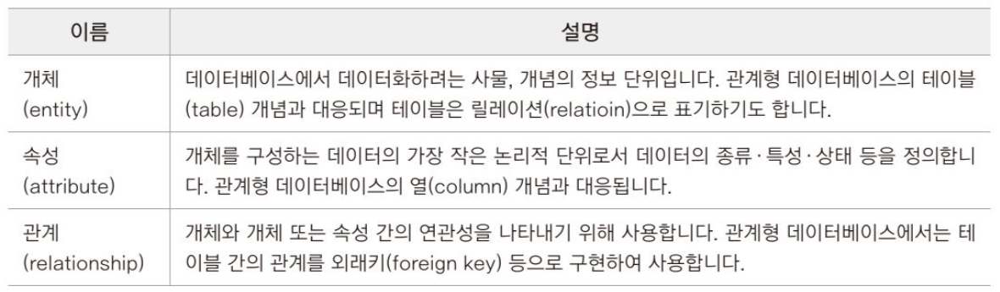 이름
설명
개체
(entity)
데이터베이스에서 데이터화하려는 사물, 개념의 정보 단위입니다. 관계형 데이터베이스의 테이블
(table) 개념과 대응되며 테이블은 릴레이션(relatioin)으로 표기하기도 합니다.
속성
(attribute)
개체를 구성하는 데이터의 가장 작은 논리적 단위로서 데이터의 종류·특성·상태 등을 정의합니
다. 관계형 데이터베이스의 열(column) 개념과 대응됩니다.
관계
(relationship)
개체와 개체 또는 속성 간의 연관성을 나타내기 위해 사용합니다. 관계형 데이터베이스에서는 테
이블 간의 관계를 외래키(foreign key) 등으로 구현하여 사용합니다.